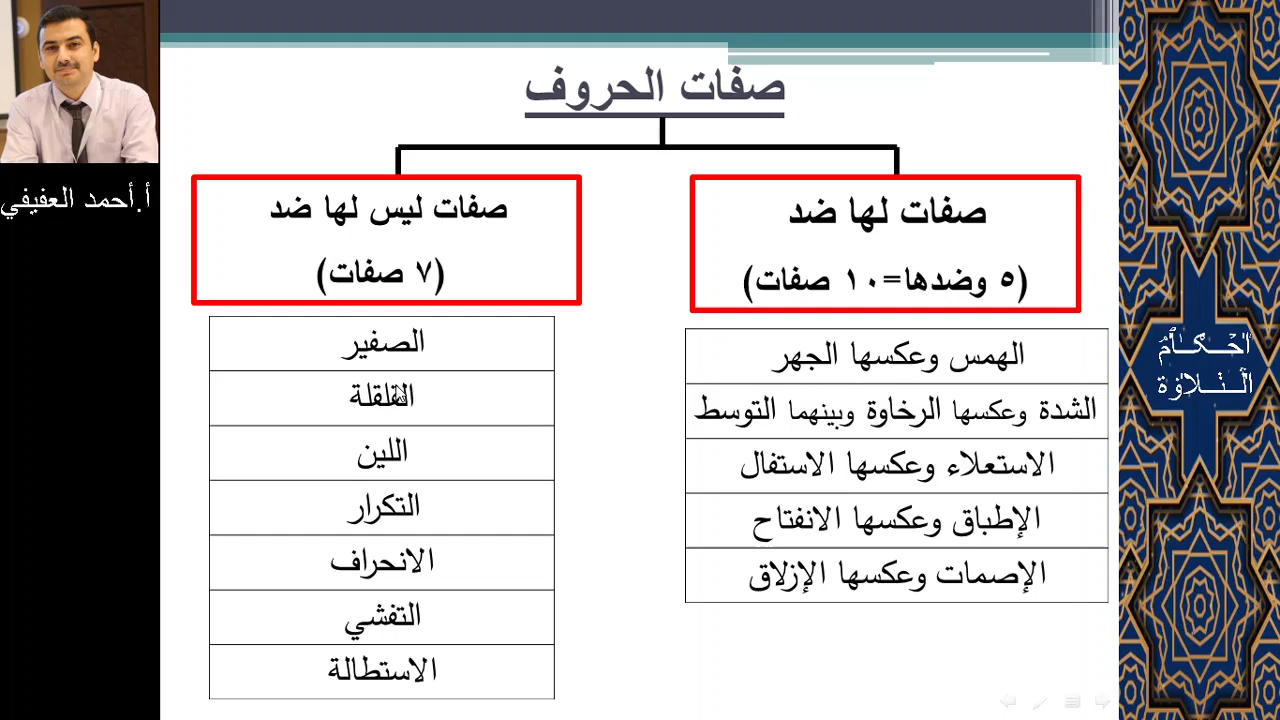 صفات الحروف
صفات لها ضد
(٥ وضدها=١٠ صفات)
الهمس وعكسها الجهر
الشدة وعكسها الرخاوة وبينهما التوسط
الاستعلاء وعكسها الاستفال
الإطباق وعكسها الانفتاح
الإصمات وعكسها الإزلاق
صفات ليس لها ضد
(٧ صفات)
الصفير
القلقلة
اللين
التكرار
الانحراف
التفشي
الاستطالة
أ.أحمد العفيفي
أحكام
التلاوة